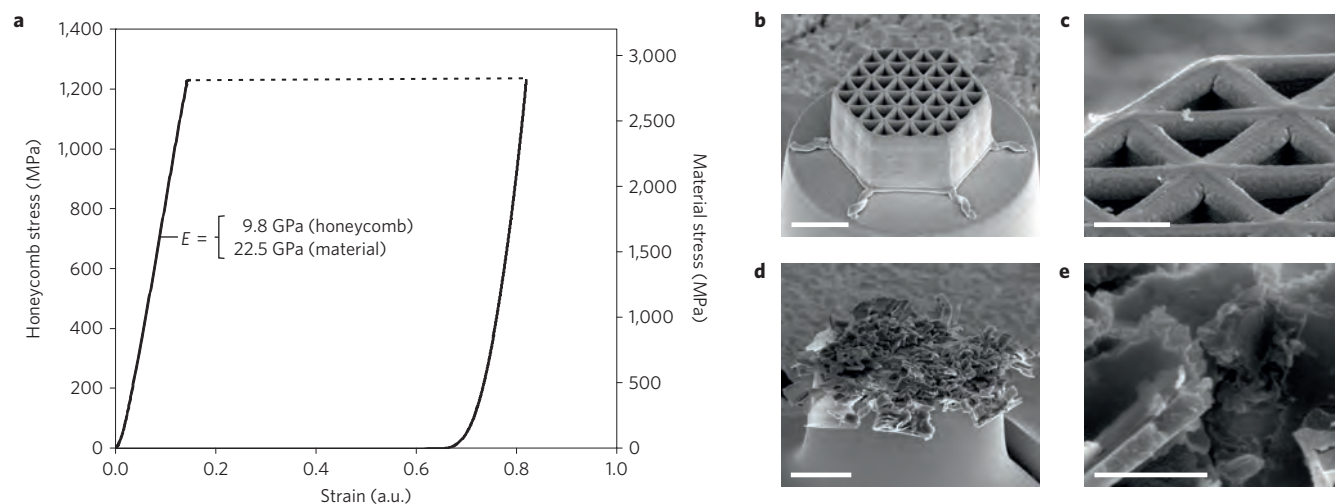 a
1,400
1,200
1,000
800
600
400
200
0
Honeycomb stress (MPa)
E = 9.8 GPa (honeycomb)
22.5 GPa (material)
0.0 0.2 0.4 0.6 0.8 1.0
Strain (a.u.)
3,000
2,500
2,000
1,500
1,000
500
0
Material stress (MPa)
b
c
d
e